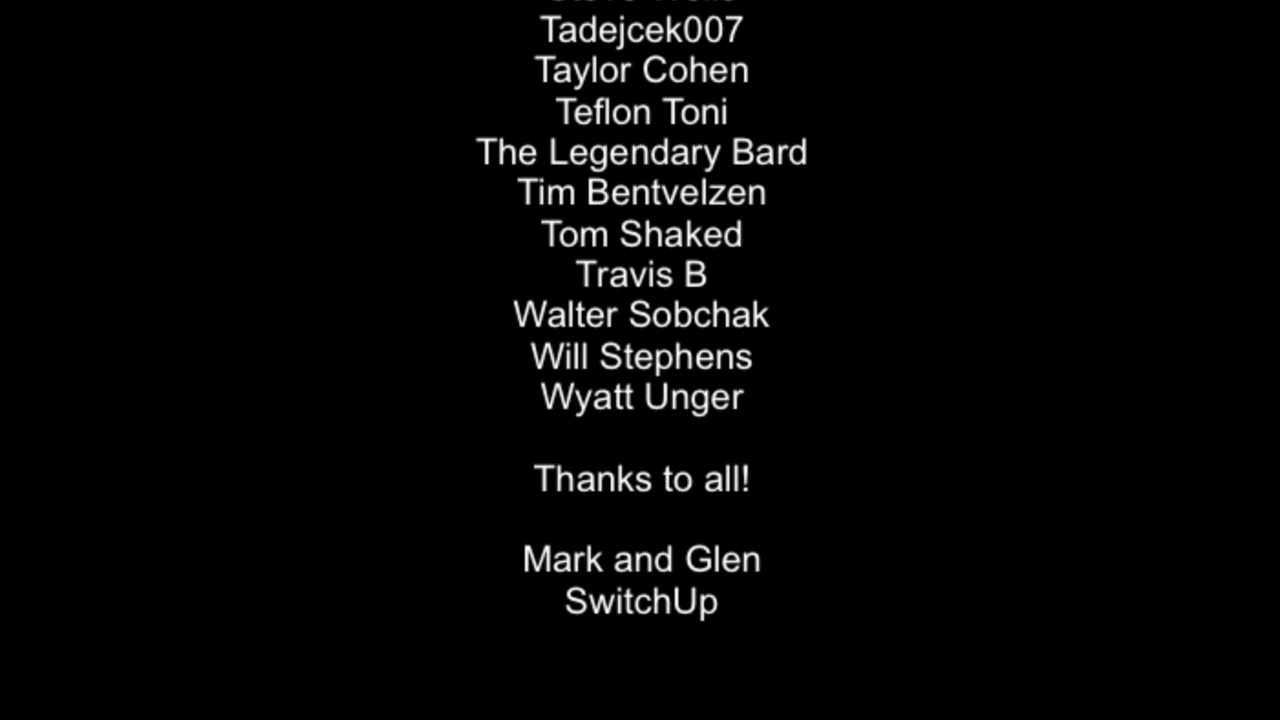 Tadejcek007
Taylor Cohen
Teflon Toni
The Legendary Bard
Tim Bentvelzen
Tom Shaked
Travis B
Walter Sobchak
Will Stephens
Wyatt Unger
Thanks to all!
Mark and Glen
SwitchUp